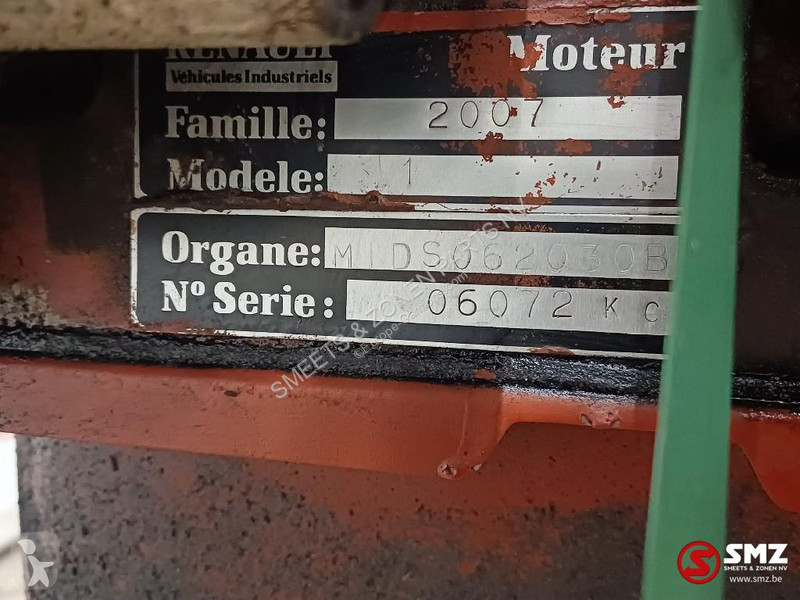 RENAULT
Véhicules Industriels
Moteur
Famille: 2007
Modele: 1
Organe: MIDS062030B
Nº Serie: 06072 K C
SMEETS & ZONEN PARTS NV
SMZ
SMEETS & ZONEN NV
www.smz.be